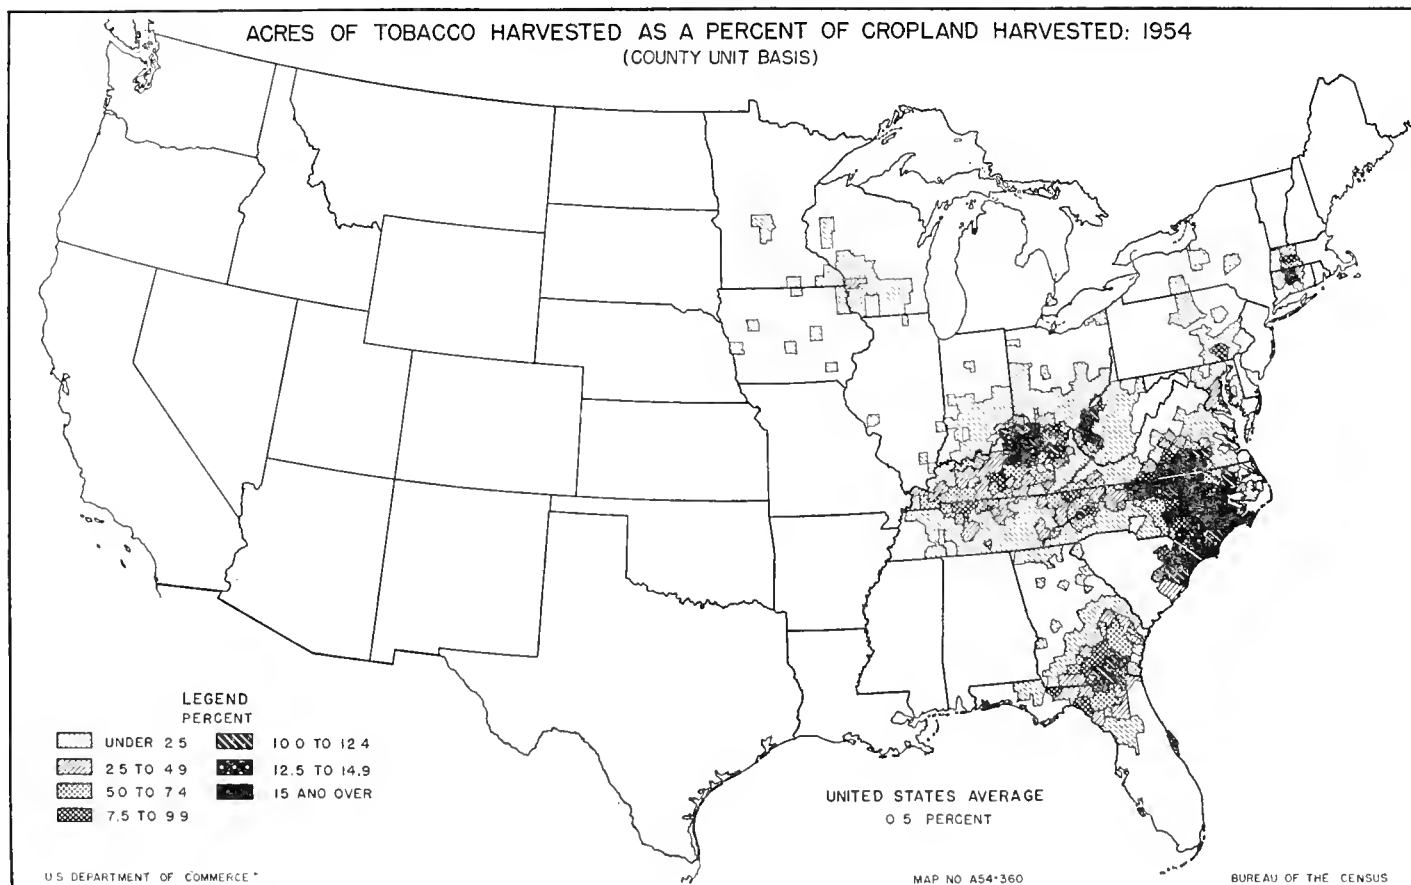 ACRES OF TOBACCO HARVESTED AS A PERCENT OF CROPLAND HARVESTED: 1954
(COUNTY UNIT BASIS)
LEGEND
PERCENT
UNDER 2.5
2.5 TO 4.9
5.0 TO 7.4
7.5 TO 9.9
10.0 TO 12.4
12.5 TO 14.9
15 AND OVER
UNITED STATES AVERAGE
0.5 PERCENT
U S DEPARTMENT OF COMMERCE
MAP NO A54-360
BUREAU OF THE CENSUS